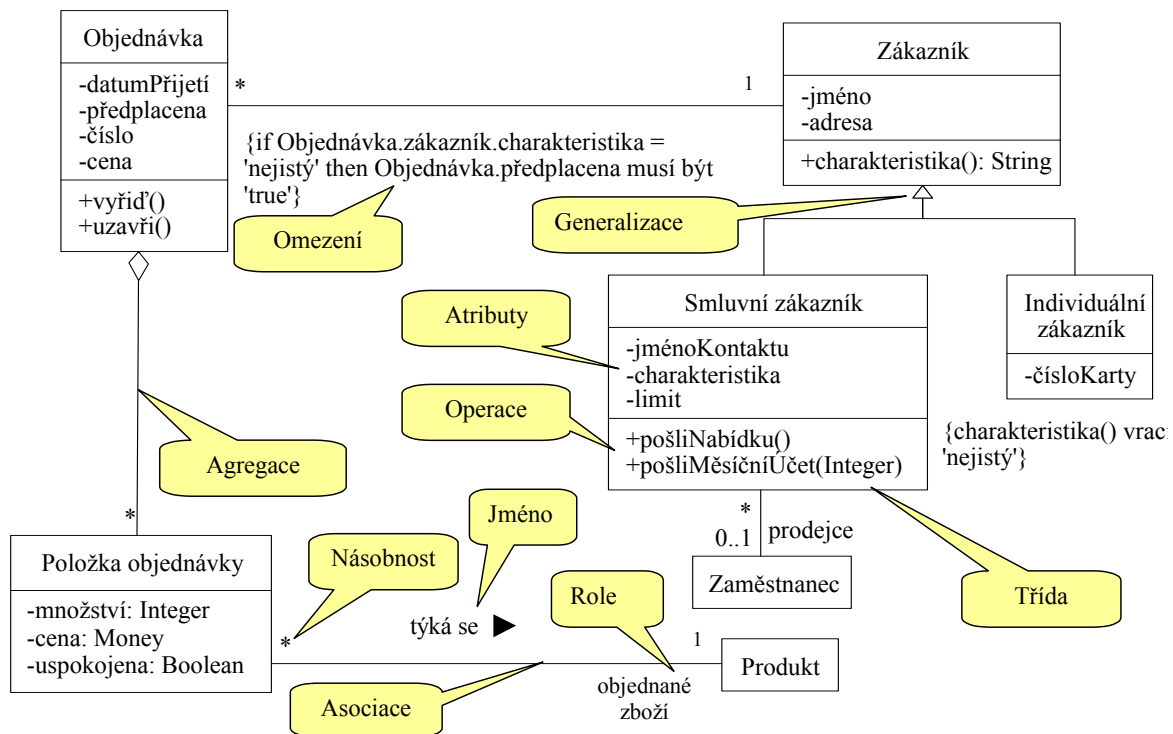 Objednávka
-datumPřijetí
-předplacena
-číslo
-cena
+vyřiď()
+uzavři()
*
1
Zákazník
-jméno
-adresa
+charakteristika(): String
{if Objednávka.zákazník.charakteristika =
'nejistý' then Objednávka.předplacena musí být
'true'}
Omezení
Generalizace
Smluvní zákazník
-jménoKontaktu
-charakteristika
-limit
+pošliNabídku()
+pošliMěsíčníÚčet(Integer)
Individuální
zákazník
-čísloKarty
{charakteristika() vrací
'nejistý'}
Atributy
Operace
Agregace
*
Položka objednávky
-množství: Integer
-cena: Money
-uspokojena: Boolean
Násobnost
*
Jméno
týká se
Asociace
Role
1
objednané
zboží
Produkt
*
0..1
prodejce
Zaměstnanec
Třída